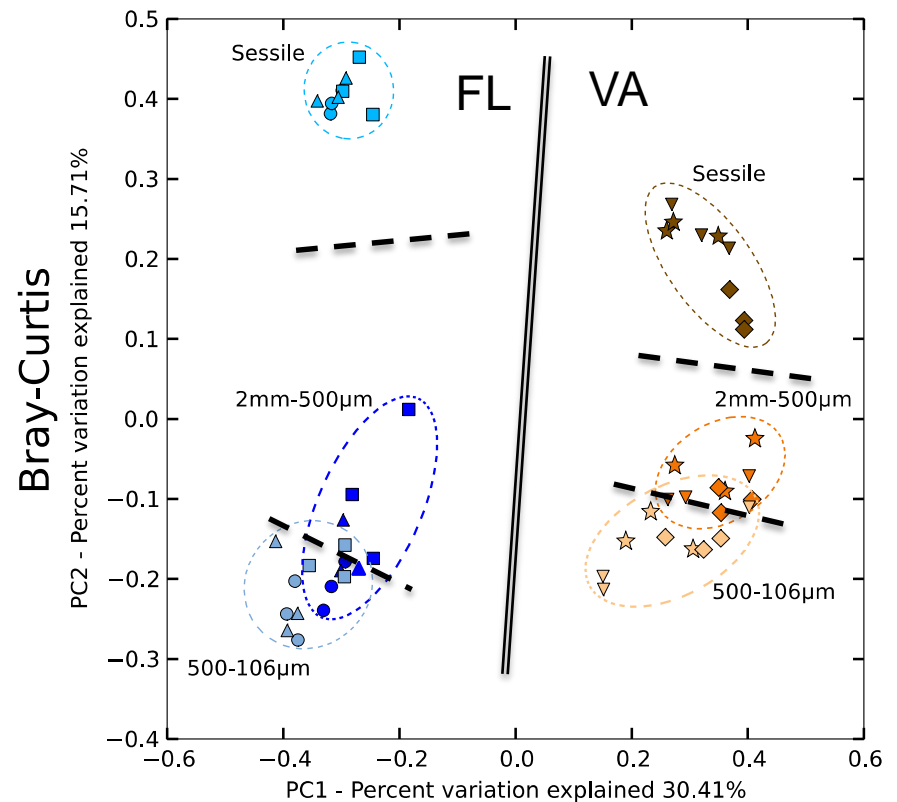 Bray-Curtis
PC2 - Percent variation explained 15.71%
0.5
0.4
0.3
0.2
0.1
0.0
−0.1
−0.2
−0.3
−0.4
Sessile
FL
VA
Sessile
2mm-500µm
2mm-500µm
500-106µm
500-106µm
−0.6
−0.4
−0.2
0.0
0.2
0.4
0.6
PC1 - Percent variation explained 30.41%